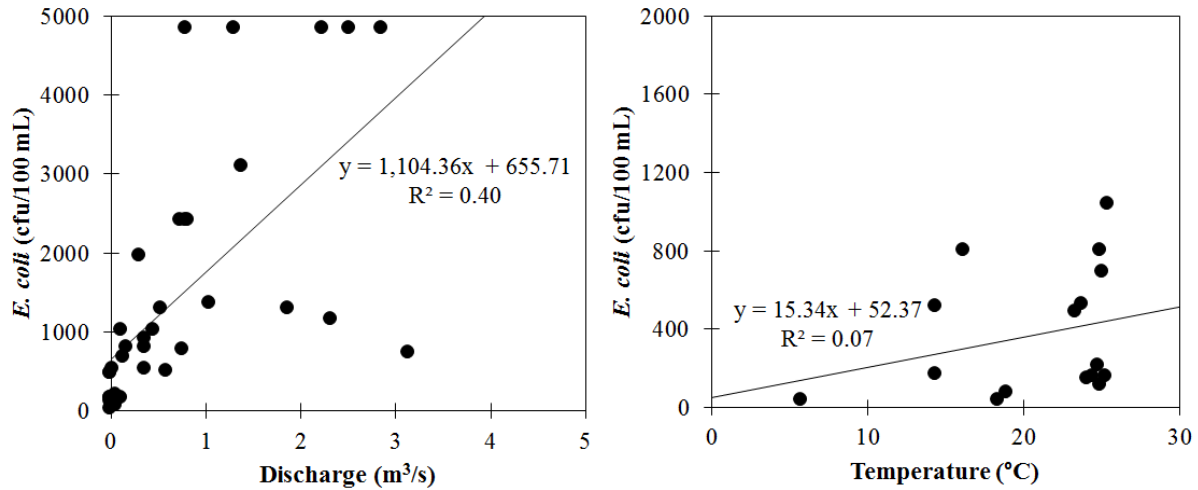 5000
4000
3000
2000
1000
0
E. coli (cfu/100 mL)
y = 1,104.36x + 655.71
R² = 0.40
0 1 2 3 4 5
Discharge (m³/s)
2000
1600
1200
800
400
0
E. coli (cfu/100 mL)
y = 15.34x + 52.37
R² = 0.07
0 10 20 30
Temperature (°C)